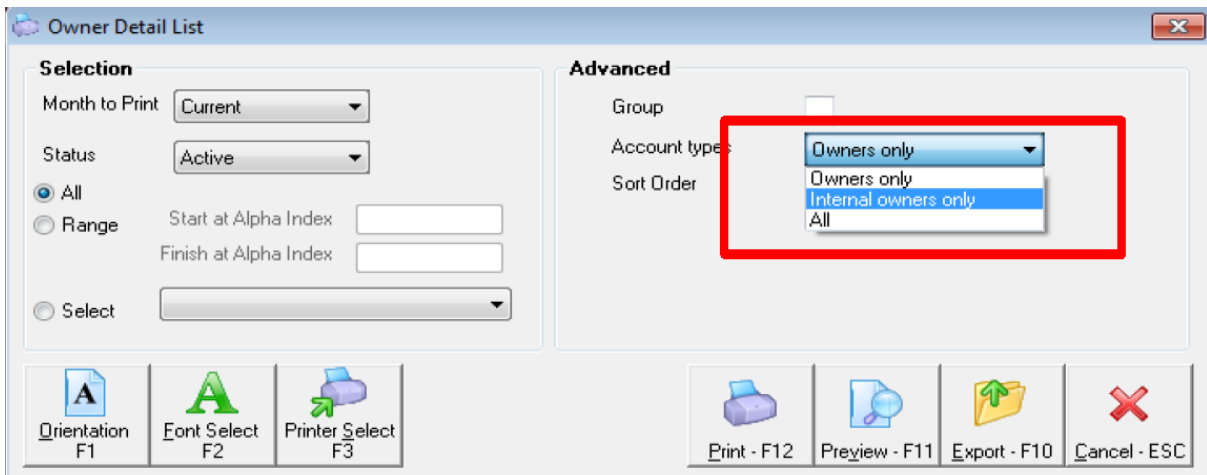 Owner Detail List
Selection
Month to Print Current
Status Active
All
Range Start at Alpha Index
Finish at Alpha Index
Select
Advanced
Group
Account types Owners only
Owners only
Sort Order
Internal owners only
All
A Orientation F1
A Font Select F2
Printer Select F3
Print - F12
Preview - F11
Export - F10
Cancel - ESC